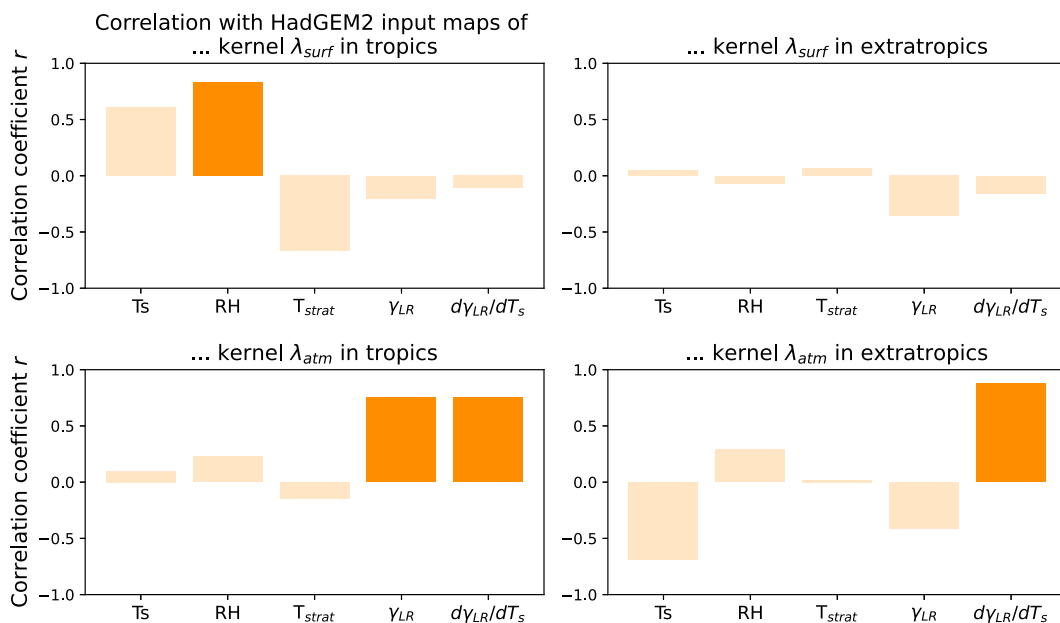 Correlation with HadGEM2 input maps of
... kernel λsurf in tropics
... kernel λsurf in extratropics
Correlation coefficient r
1.0
0.5
0.0
−0.5
−1.0
Ts RH Tstrat γLR dγLR/dTs
1.0
0.5
0.0
−0.5
−1.0
Ts RH Tstrat γLR dγLR/dTs
... kernel λatm in tropics
... kernel λatm in extratropics
Correlation coefficient r
1.0
0.5
0.0
−0.5
−1.0
Ts RH Tstrat γLR dγLR/dTs
1.0
0.5
0.0
−0.5
−1.0
Ts RH Tstrat γLR dγLR/dTs